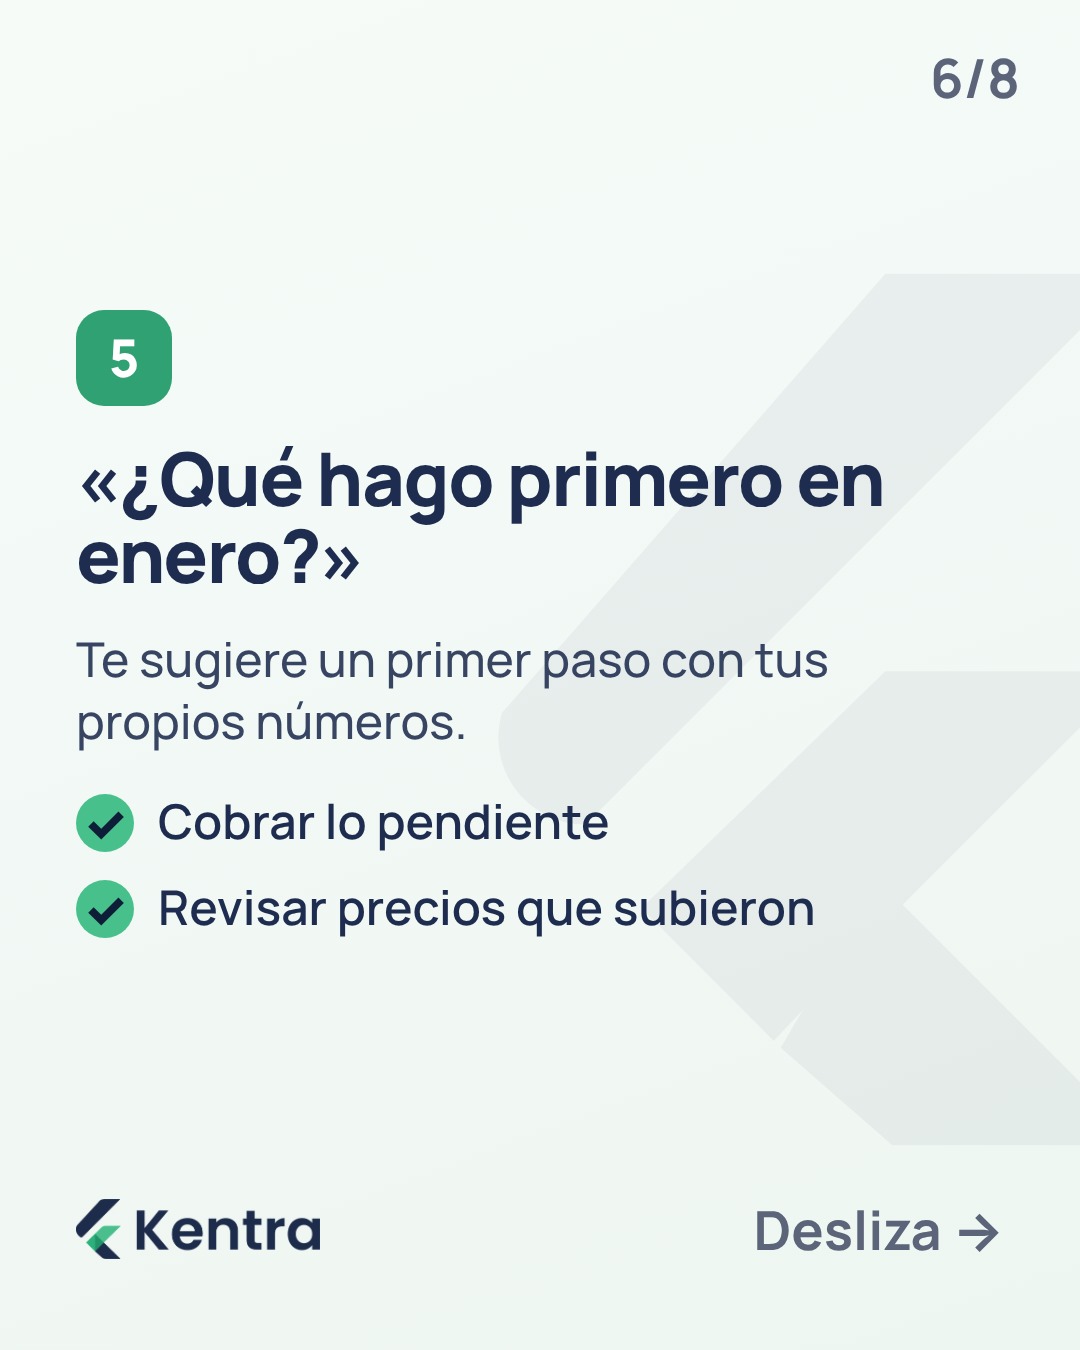 6/8
5
«¿Qué hago primero en
enero?»
Te sugiere un primer paso con tus
propios números.
Cobrar lo pendiente
Revisar precios que subieron
Kentra
Desliza →